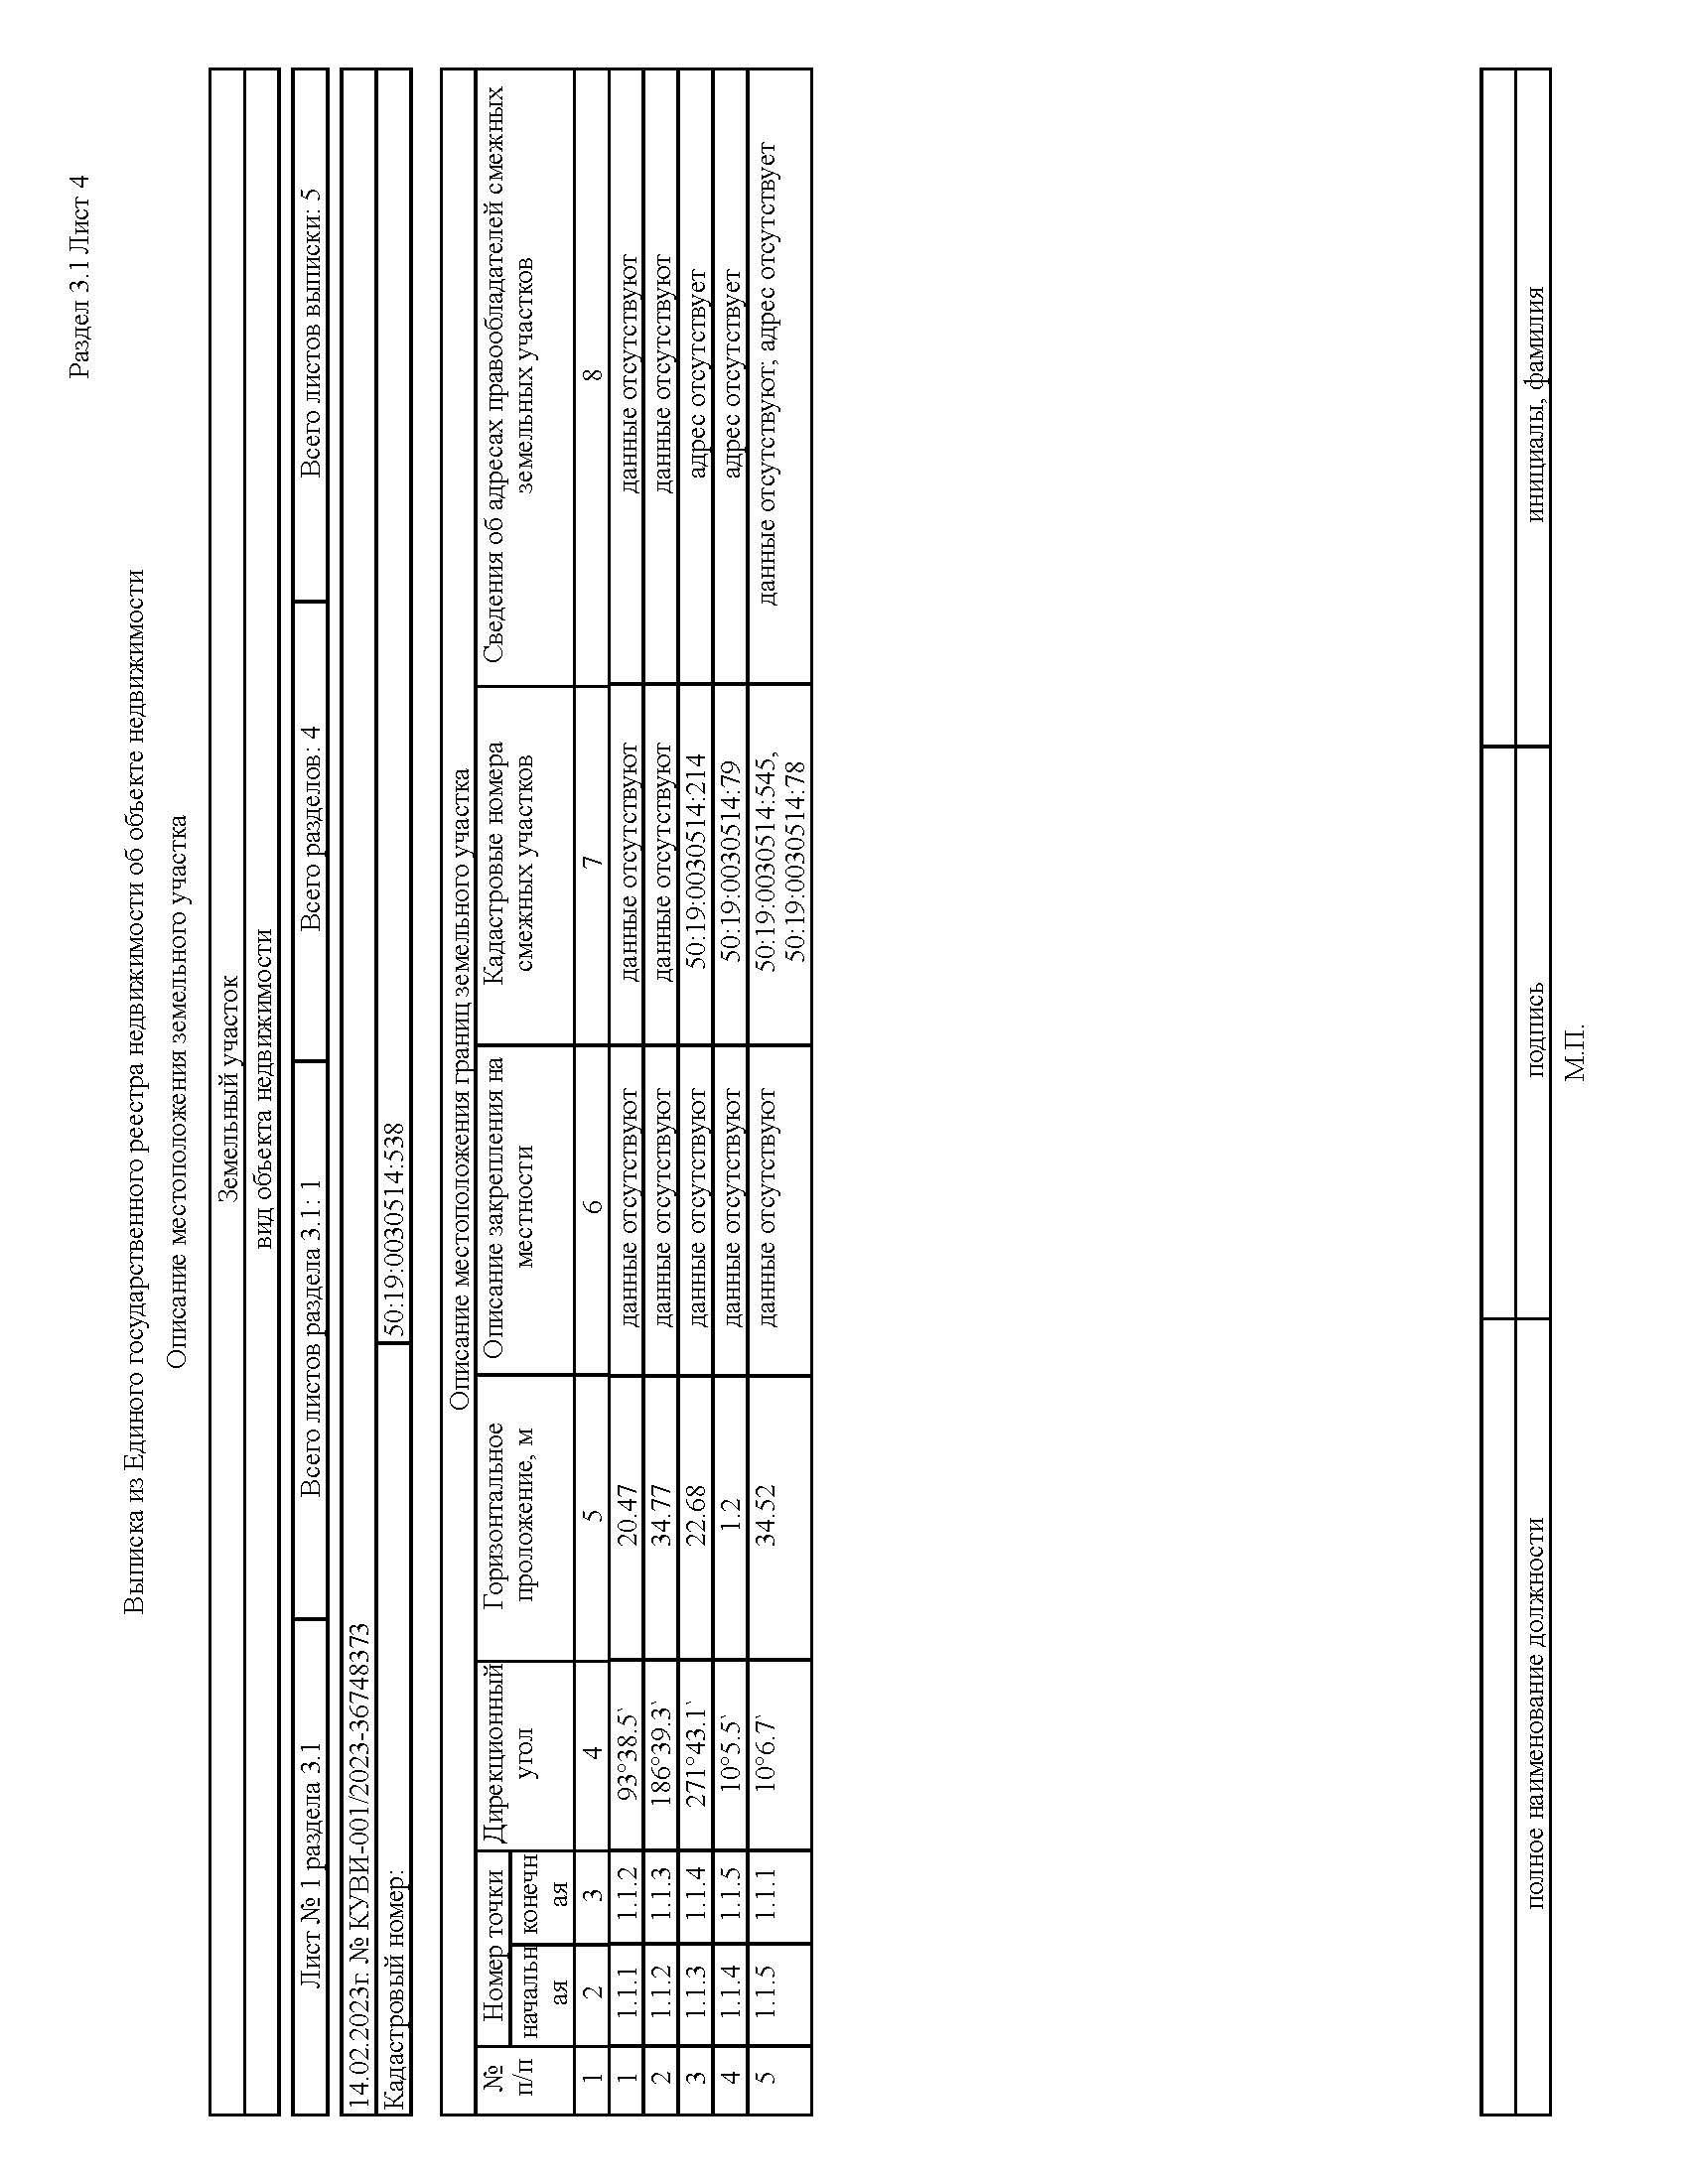 Раздел 3.1 Лист 4
Выписка из Единого государственного реестра недвижимости об объекте недвижимости
Описание местоположения земельного участка
Земельный участок
вид объекта недвижимости
Лист № 1 раздела 3.1 Всего листов раздела 3.1: 1 Всего разделов: 4 Всего листов выписки: 5
14.02.2023г. № КУВИ-001/2023-36748373
Кадастровый номер: 50:19:0030514:538
Описание местоположения границ земельного участка
№ Номер точки Дирекционный Горизонтальное Описание закрепления на Кадастровые номера Сведения об адресах правообладателей смежных
п/п начальн конечн угол проложение, м местности смежных участков земельных участков
ая ая
1 2 3 4 5 6 7 8
1 1.1.1 1.1.2 93°38.5` 20.47 данные отсутствуют данные отсутствуют данные отсутствуют
2 1.1.2 1.1.3 186°39.3` 34.77 данные отсутствуют данные отсутствуют данные отсутствуют
3 1.1.3 1.1.4 271°43.1` 22.68 данные отсутствуют 50:19:0030514:214 адрес отсутствует
4 1.1.4 1.1.5 10°5.5` 1.2 данные отсутствуют 50:19:0030514:79 адрес отсутствует
5 1.1.5 1.1.1 10°6.7` 34.52 данные отсутствуют 50:19:0030514:545, данные отсутствуют; адрес отсутствует
50:19:0030514:78
полное наименование должности подпись инициалы, фамилия
М.П.